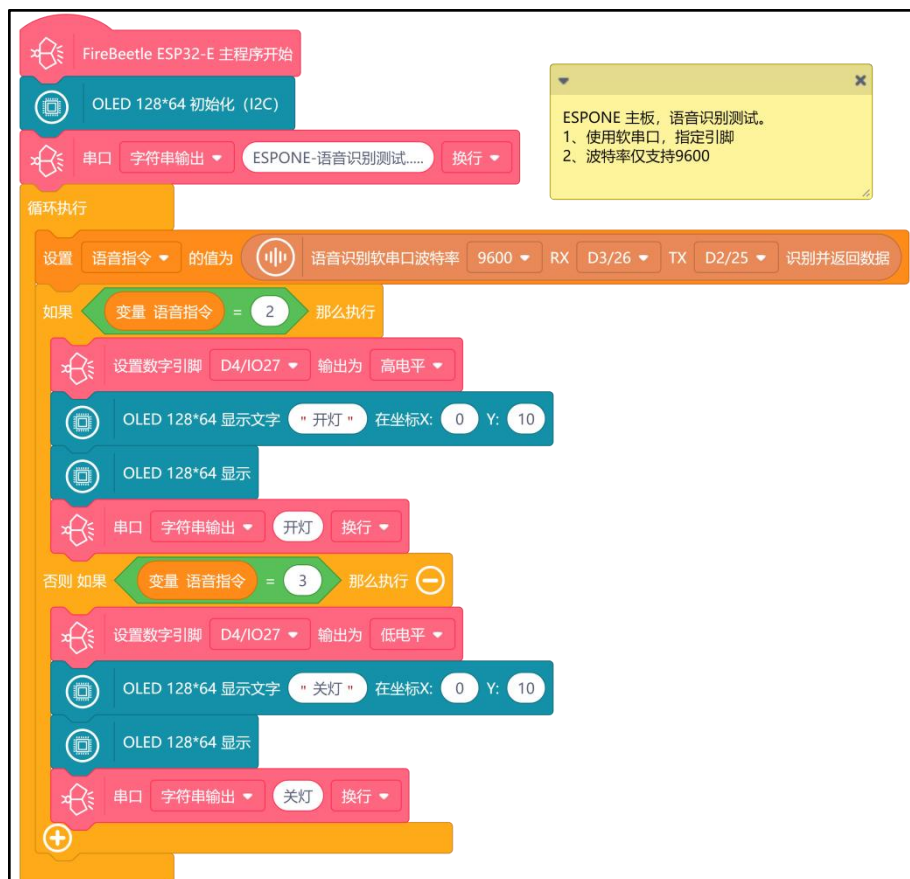 FireBeetle ESP32-E 主程序开始
OLED 128*64 初始化（I2C）
串口 字符串输出 ESPONE-语音识别测试..... 换行
ESPONE 主板，语音识别测试。
1、使用软串口，指定引脚
2、波特率仅支持9600
循环执行
设置 语音指令 的值为 语音识别软串口波特率 9600 RX D3/26 TX D2/25 识别并返回数据
如果 变量 语音指令 = 2 那么执行
设置数字引脚 D4/IO27 输出为 高电平
OLED 128*64 显示文字 " 开灯 " 在坐标X: 0 Y: 10
OLED 128*64 显示
串口 字符串输出 开灯 换行
否则 如果 变量 语音指令 = 3 那么执行
设置数字引脚 D4/IO27 输出为 低电平
OLED 128*64 显示文字 " 关灯 " 在坐标X: 0 Y: 10
OLED 128*64 显示
串口 字符串输出 关灯 换行